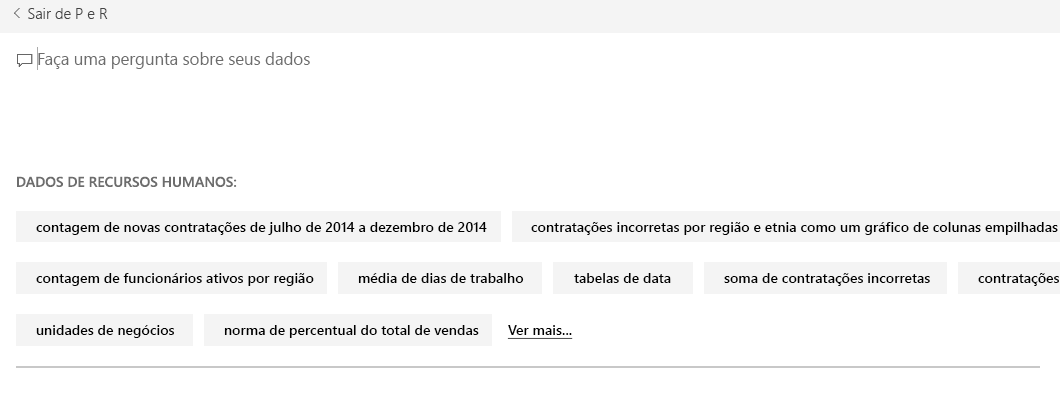 Sair de P e R
Faça uma pergunta sobre seus dados
DADOS DE RECURSOS HUMANOS:
contagem de novas contratações de julho de 2014 a dezembro de 2014 contratações incorretas por região e etnia como um gráfico de colunas empilhadas
contagem de funcionários ativos por região média de dias de trabalho tabelas de data soma de contratações incorretas contratações
unidades de negócios norma de percentual do total de vendas Ver mais...